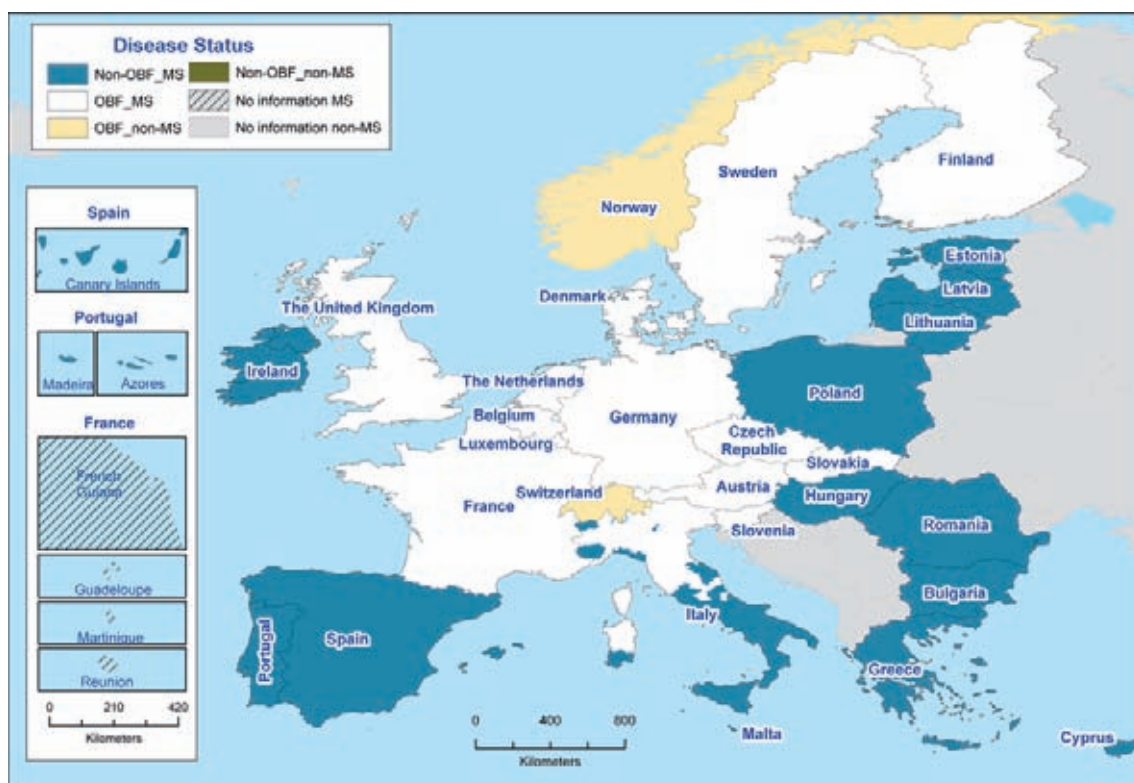 Disease Status
Non-OBF_MS
Non-OBF_non-MS
OBF_MS
No information MS
OBF_non-MS
No information non-MS
Spain
Canary Islands
Portugal
Madeira
Azores
France
French
Guiana
Guadeloupe
Martinique
Reunion
0 210 420
Kilometers
Finland
Sweden
Norway
Estonia
Latvia
Lithuania
Denmark
The United Kingdom
Ireland
The Netherlands
Poland
Belgium
Germany
Luxembourg
Czech
Republic
Slovakia
Switzerland
Austria
Hungary
France
Slovenia
Romania
Bulgaria
Italy
Spain
Portugal
Greece
Malta
Cyprus
0 400 800
Kilometers